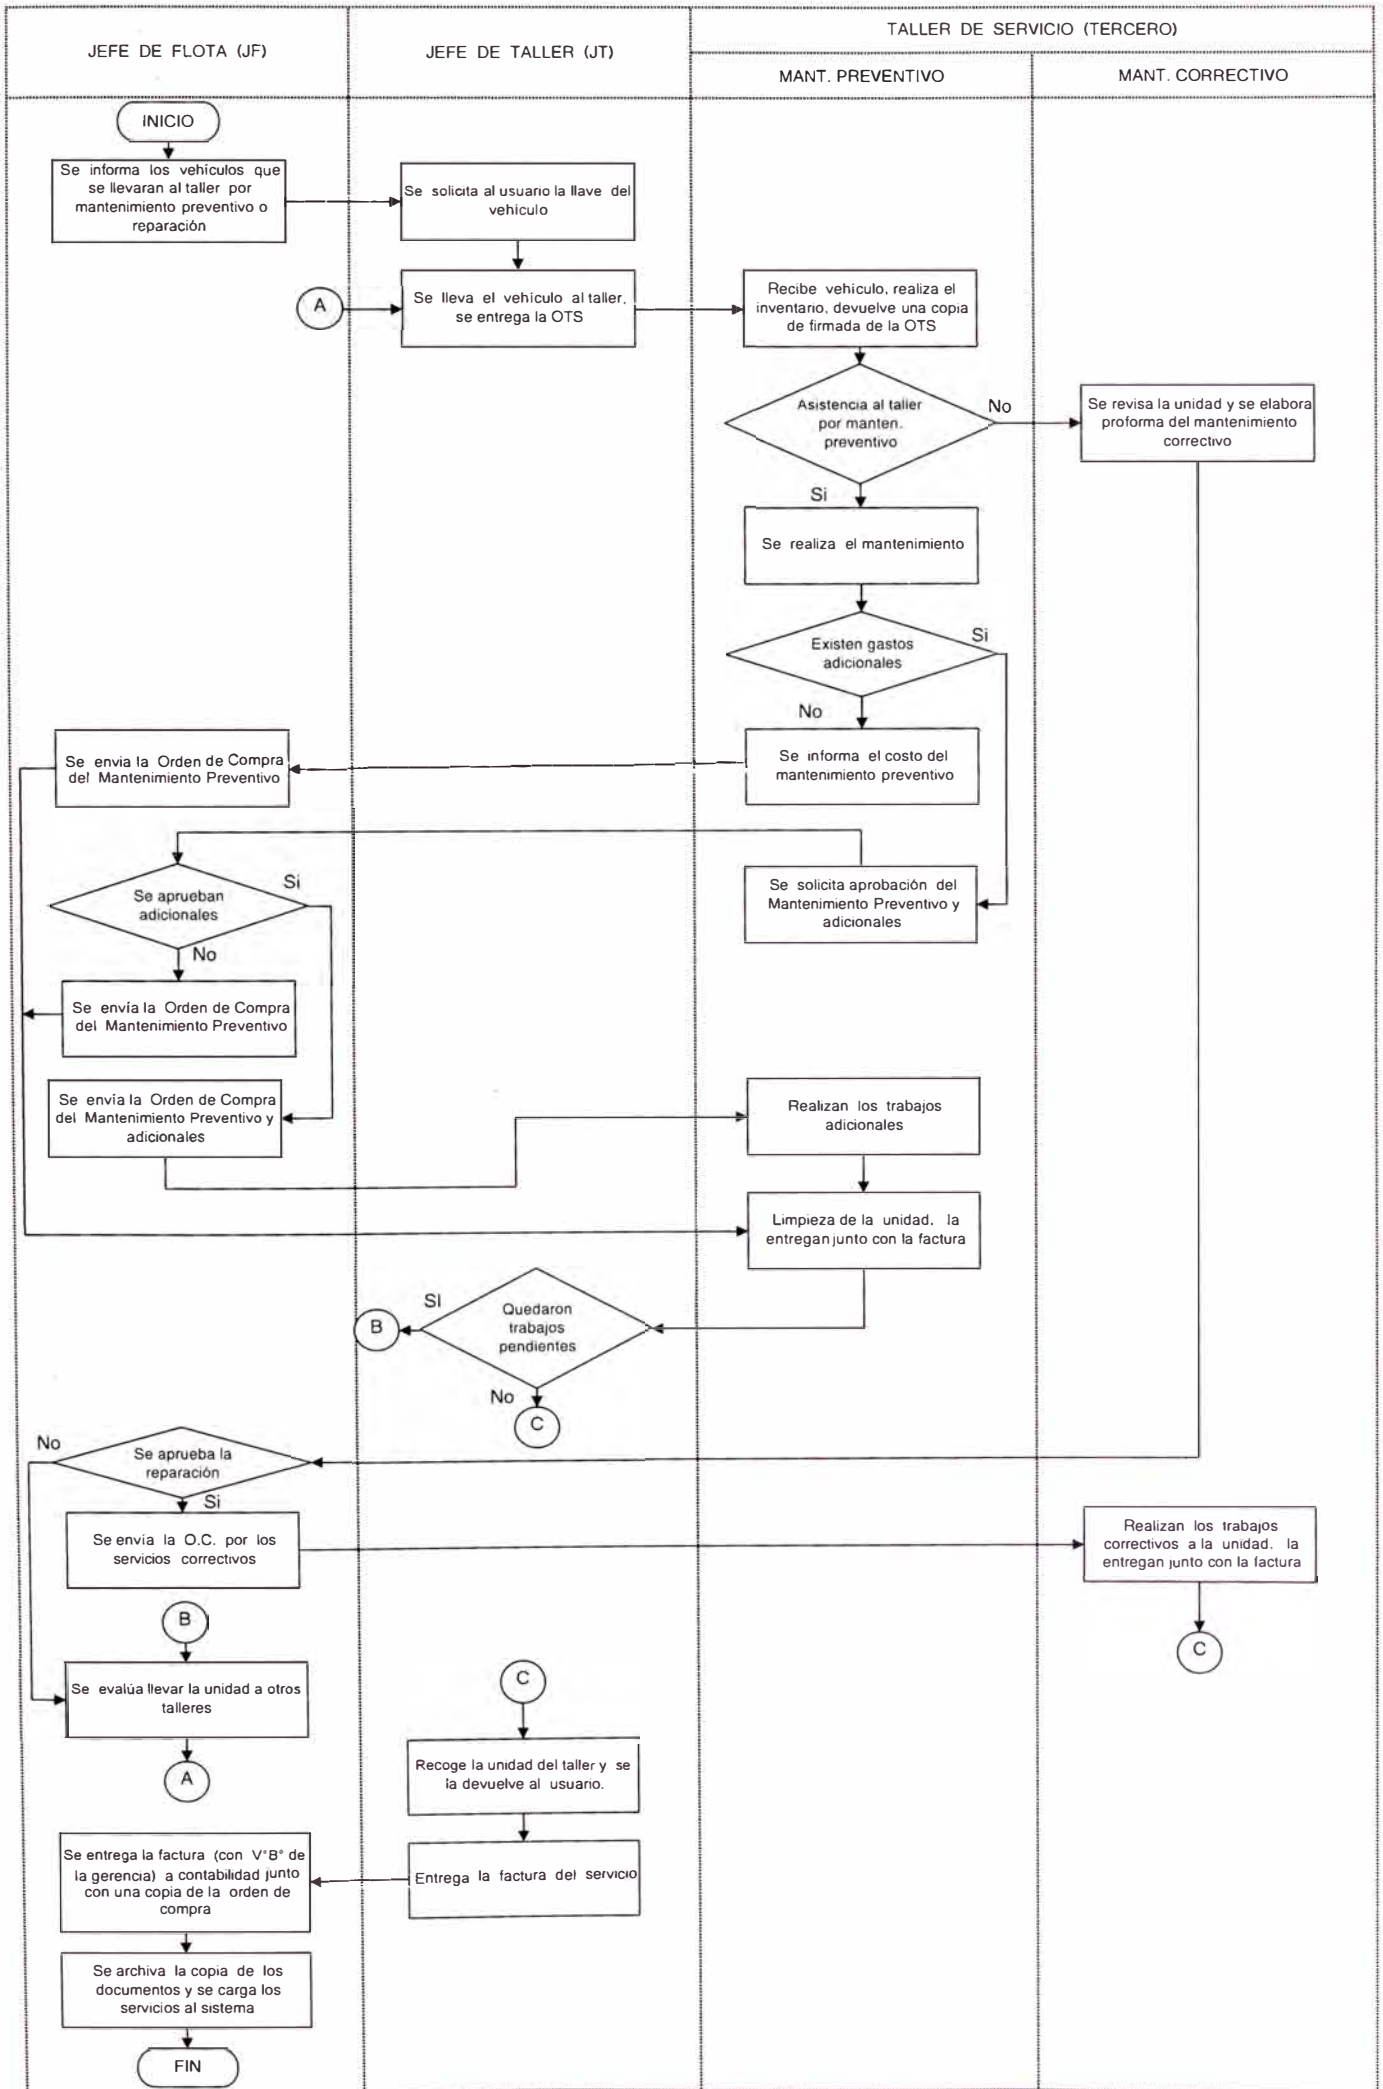 JEFE DE FLOTA (JF)
JEFE DE TALLER (JT)
TALLER DE SERVICIO (TERCERO)
MANT. PREVENTIVO
MANT. CORRECTIVO
INICIO
Se informa los vehículos que
se llevaran al taller por
mantenimiento preventivo o
reparación
Se solicita al usuario la llave del
vehículo
A
Se lleva el vehículo al taller,
se entrega la OTS
Recibe vehículo, realiza el
inventario, devuelve una copia
de firmada de la OTS
Asistencia al taller
por manten.
preventivo
No
Se revisa la unidad y se elabora
proforma del mantenimiento
correctivo
Si
Se realiza el mantenimiento
Existen gastos
adicionales
Si
No
Se informa el costo del
mantenimiento preventivo
Se envia la Orden de Compra
del Mantenimiento Preventivo
Se aprueban
adicionales
Si
No
Se solicita aprobación del
Mantenimiento Preventivo y
adicionales
Se envía la Orden de Compra
del Mantenimiento Preventivo
Se envía la Orden de Compra
del Mantenimiento Preventivo y
adicionales
Realizan los trabajos
adicionales
Limpieza de la unidad, la
entregan junto con la factura
SI
B
Quedaron
trabajos
pendientes
No
C
No
Se aprueba la
reparación
Si
Se envía la O.C. por los
servicios correctivos
Realizan los trabajos
correctivos a la unidad, la
entregan junto con la factura
C
B
Se evalúa llevar la unidad a otros
talleres
A
C
Recoge la unidad del taller y se
la devuelve al usuario.
Entrega la factura del servicio
Se entrega la factura (con V°B° de
la gerencia) a contabilidad junto
con una copia de la orden de
compra
Se archiva la copia de los
documentos y se carga los
servicios al sistema
FIN